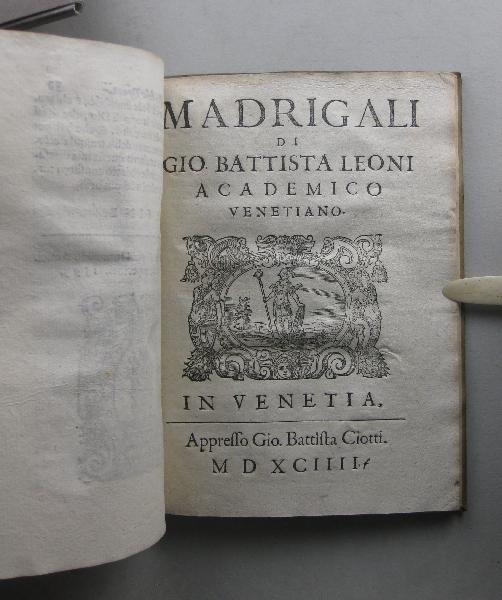 MADRIGALI
DI
GIO. BATTISTA LEONI
ACADEMICO
VENETIANO.
IN VENETIA,
Appresso Gio. Battista Ciotti.
M D XCIIII.